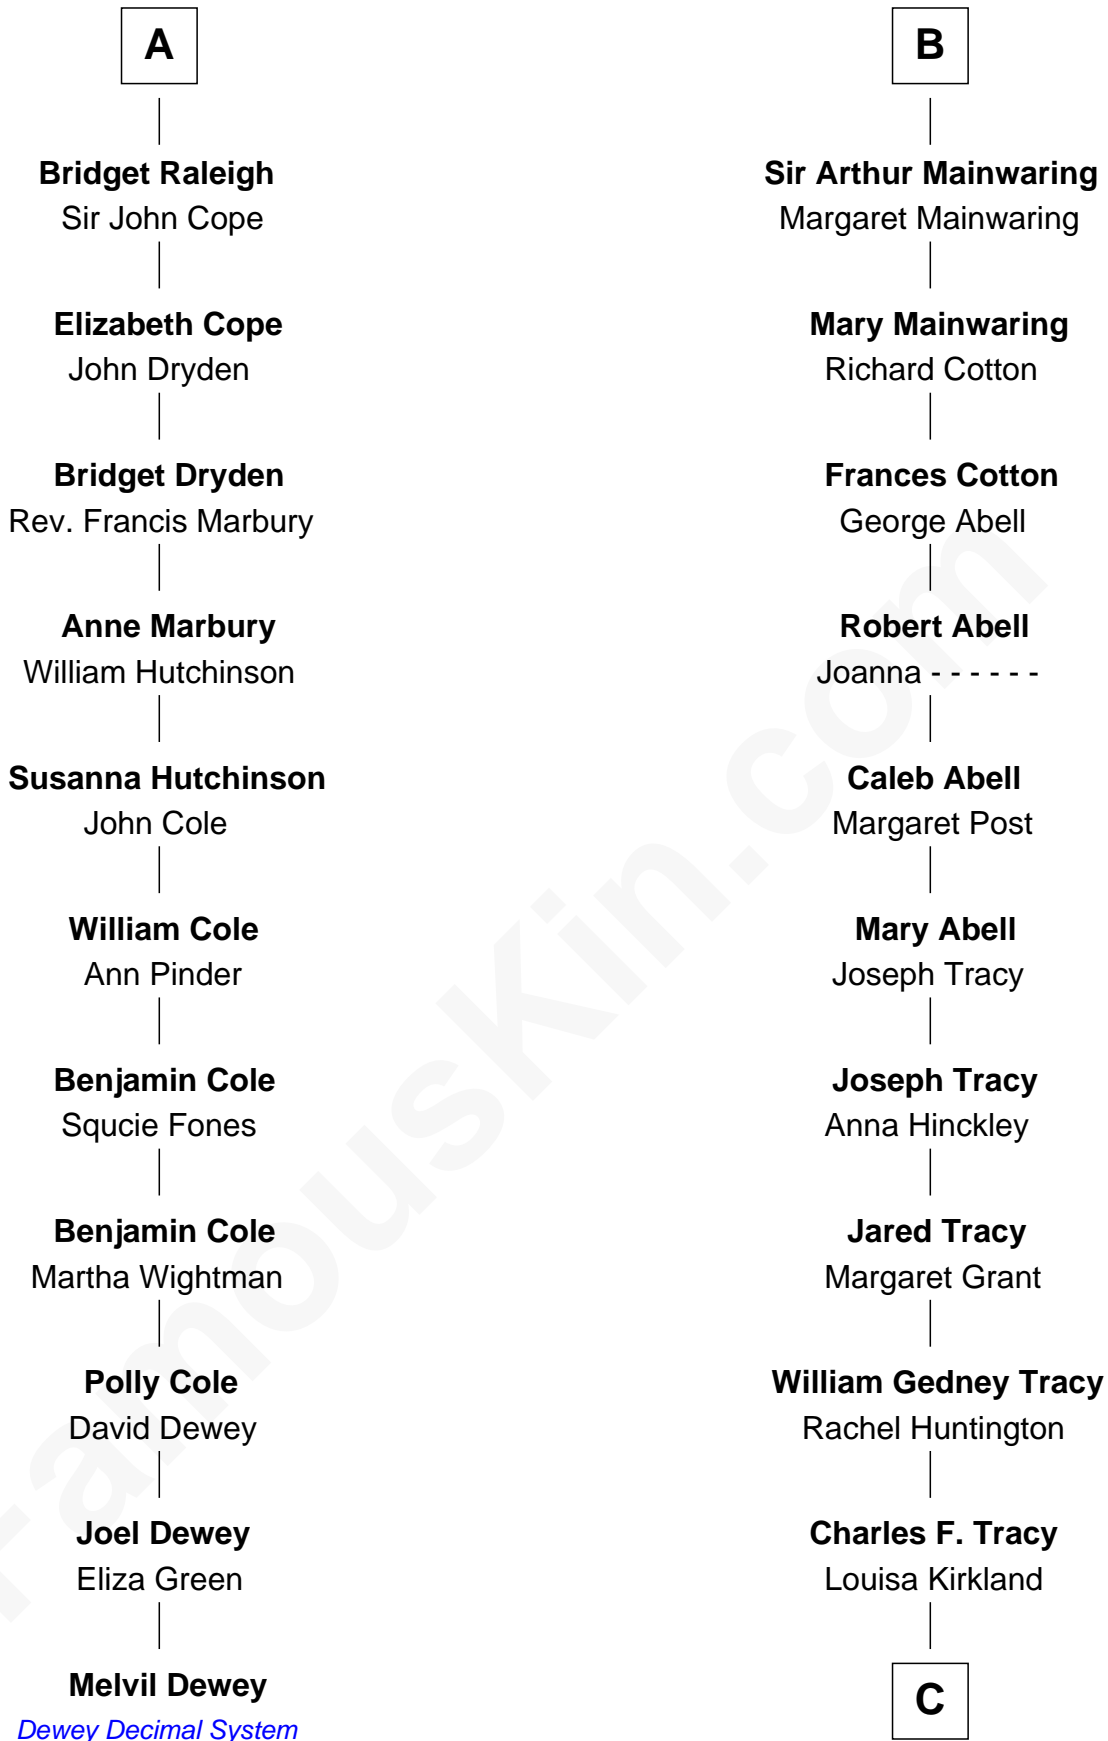 A
Bridget Raleigh
Sir John Cope
Elizabeth Cope
John Dryden
Bridget Dryden
Rev. Francis Marbury
Anne Marbury
William Hutchinson
Susanna Hutchinson
John Cole
William Cole
Ann Pinder
Benjamin Cole
Squcie Fones
Benjamin Cole
Martha Wightman
Polly Cole
David Dewey
Joel Dewey
Eliza Green
Melvil Dewey
Dewey Decimal System
B
Sir Arthur Mainwaring
Margaret Mainwaring
Mary Mainwaring
Richard Cotton
Frances Cotton
George Abell
Robert Abell
Joanna - - - - - -
Caleb Abell
Margaret Post
Mary Abell
Joseph Tracy
Joseph Tracy
Anna Hinckley
Jared Tracy
Margaret Grant
William Gedney Tracy
Rachel Huntington
Charles F. Tracy
Louisa Kirkland
C
FamousKin.com